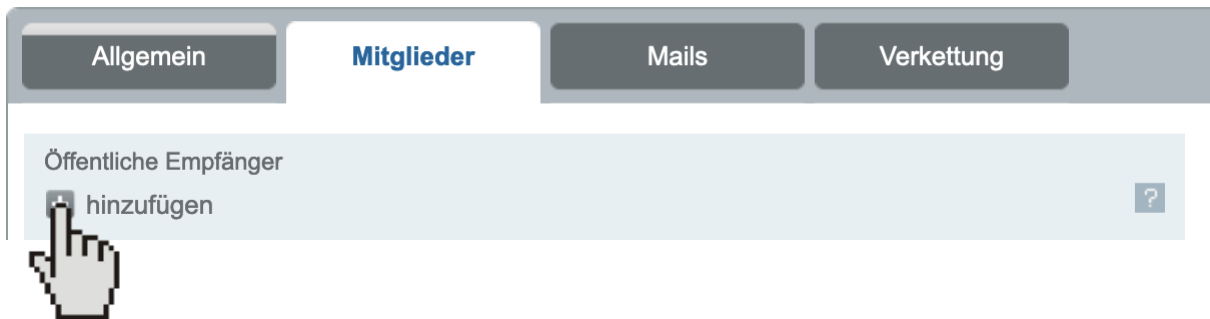 Allgemein Mitglieder Mails Verkettung
Öffentliche Empfänger
hinzufügen ?